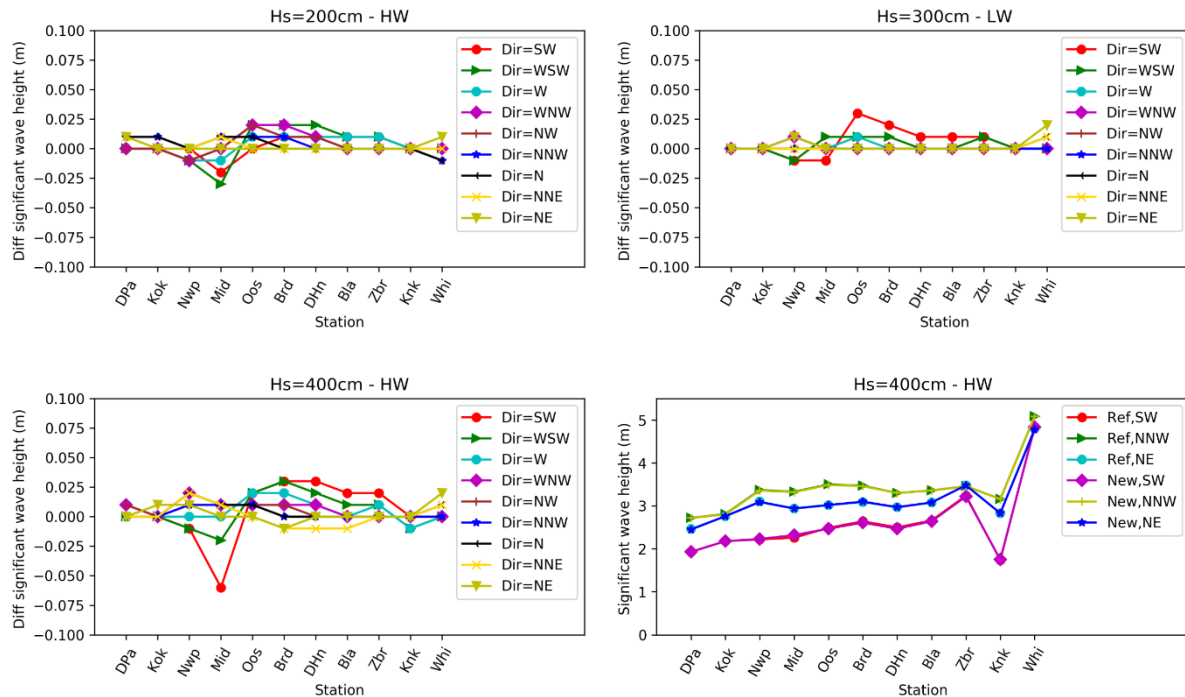 Hs=200cm - HW
Diff significant wave height (m)
0.100
0.075
0.050
0.025
0.000
−0.025
−0.050
−0.075
−0.100
Dir=SW
Dir=WSW
Dir=W
Dir=WNW
Dir=NW
Dir=NNW
Dir=N
Dir=NNE
Dir=NE
DPa Kok Nwp Mid Oos Brd DHn Bla Zbr Knk Whi
Station
Hs=300cm - LW
Diff significant wave height (m)
0.100
0.075
0.050
0.025
0.000
−0.025
−0.050
−0.075
−0.100
Dir=SW
Dir=WSW
Dir=W
Dir=WNW
Dir=NW
Dir=NNW
Dir=N
Dir=NNE
Dir=NE
DPa Kok Nwp Mid Oos Brd DHn Bla Zbr Knk Whi
Station
Hs=400cm - HW
Diff significant wave height (m)
0.100
0.075
0.050
0.025
0.000
−0.025
−0.050
−0.075
−0.100
Dir=SW
Dir=WSW
Dir=W
Dir=WNW
Dir=NW
Dir=NNW
Dir=N
Dir=NNE
Dir=NE
DPa Kok Nwp Mid Oos Brd DHn Bla Zbr Knk Whi
Station
Hs=400cm - HW
Significant wave height (m)
5
4
3
2
1
0
Ref,SW
Ref,NNW
Ref,NE
New,SW
New,NNW
New,NE
DPa Kok Nwp Mid Oos Brd DHn Bla Zbr Knk Whi
Station